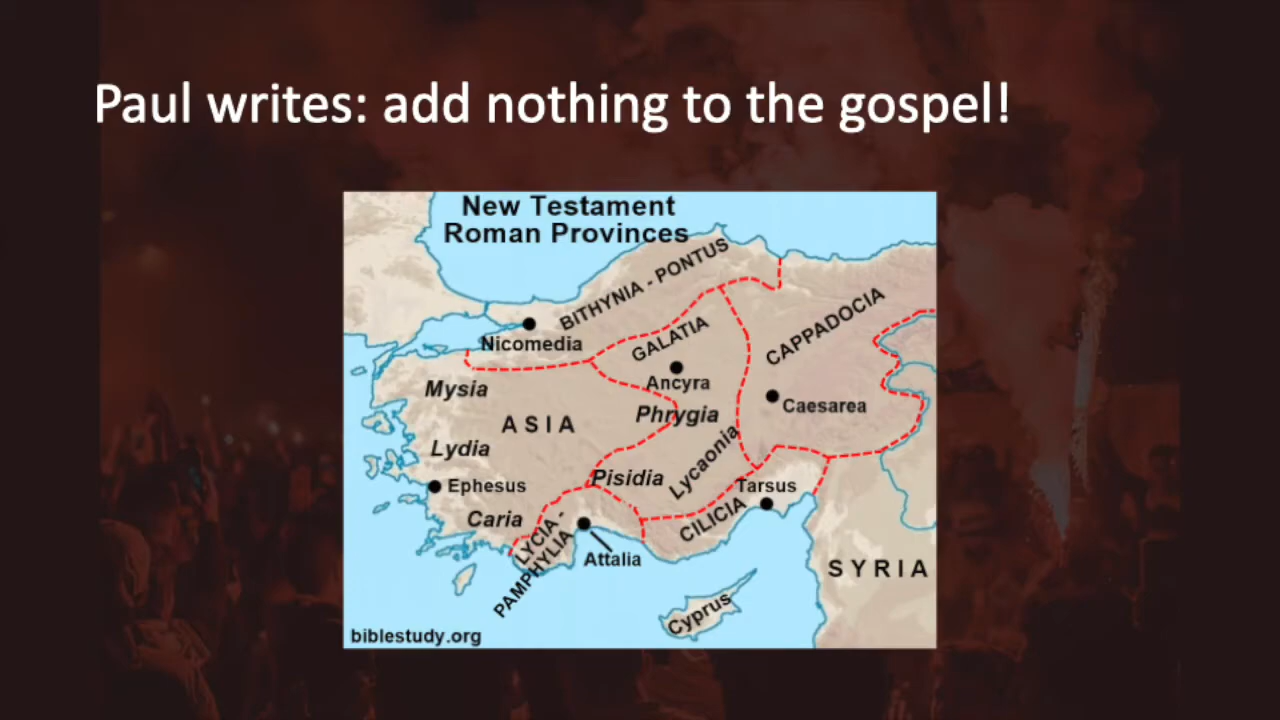 Paul writes: add nothing to the gospel!
New Testament
Roman Provinces
BITHYNIA - PONTUS
Nicomedia
GALATIA
CAPPADOCIA
Ancyra
Mysia
Caesarea
Phrygia
ASIA
Lydia
Lycaonia
Pisidia
Ephesus
Tarsus
Caria
CILICIA
LYCIA -
PAMPHYLIA
Attalia
SYRIA
Cyprus
biblestudy.org